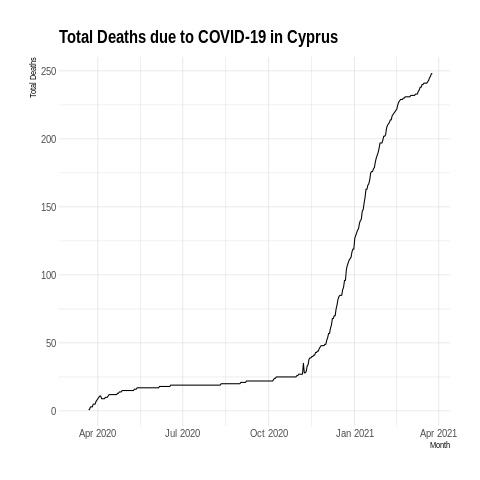 Total Deaths due to COVID-19 in Cyprus
Total Deaths
250
200
150
100
50
0
Apr 2020 Jul 2020 Oct 2020 Jan 2021 Apr 2021
Month